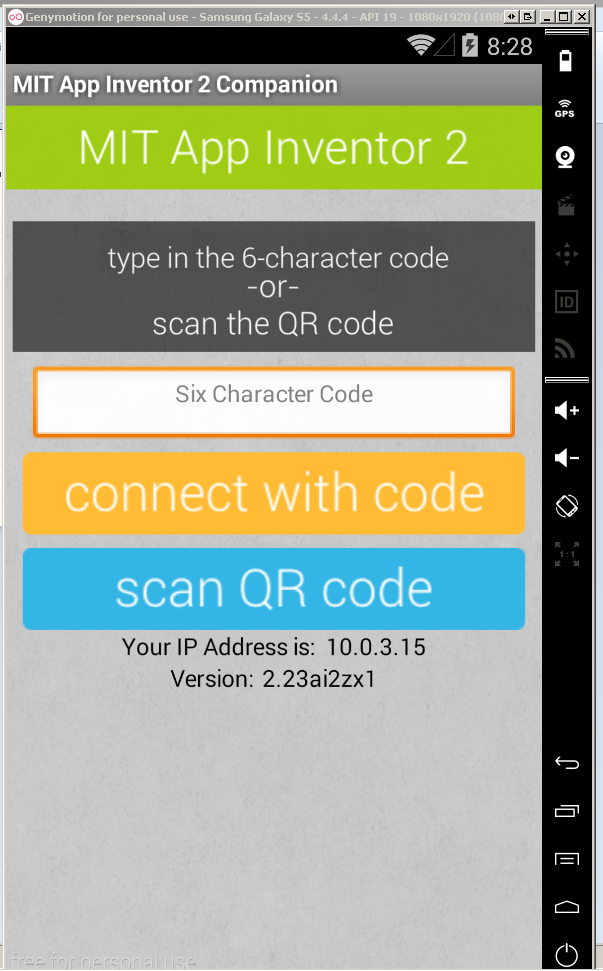 Genymotion for personal use - Samsung Galaxy S5 - 4.4.4 - API 19 - 1080x1920 (1080
8:28
MIT App Inventor 2 Companion
MIT App Inventor 2
GPS
type in the 6-character code
-or-
scan the QR code
ID
Six Character Code
connect with code
1:1
scan QR code
Your IP Address is: 10.0.3.15
Version: 2.23ai2zx1
free for personal use